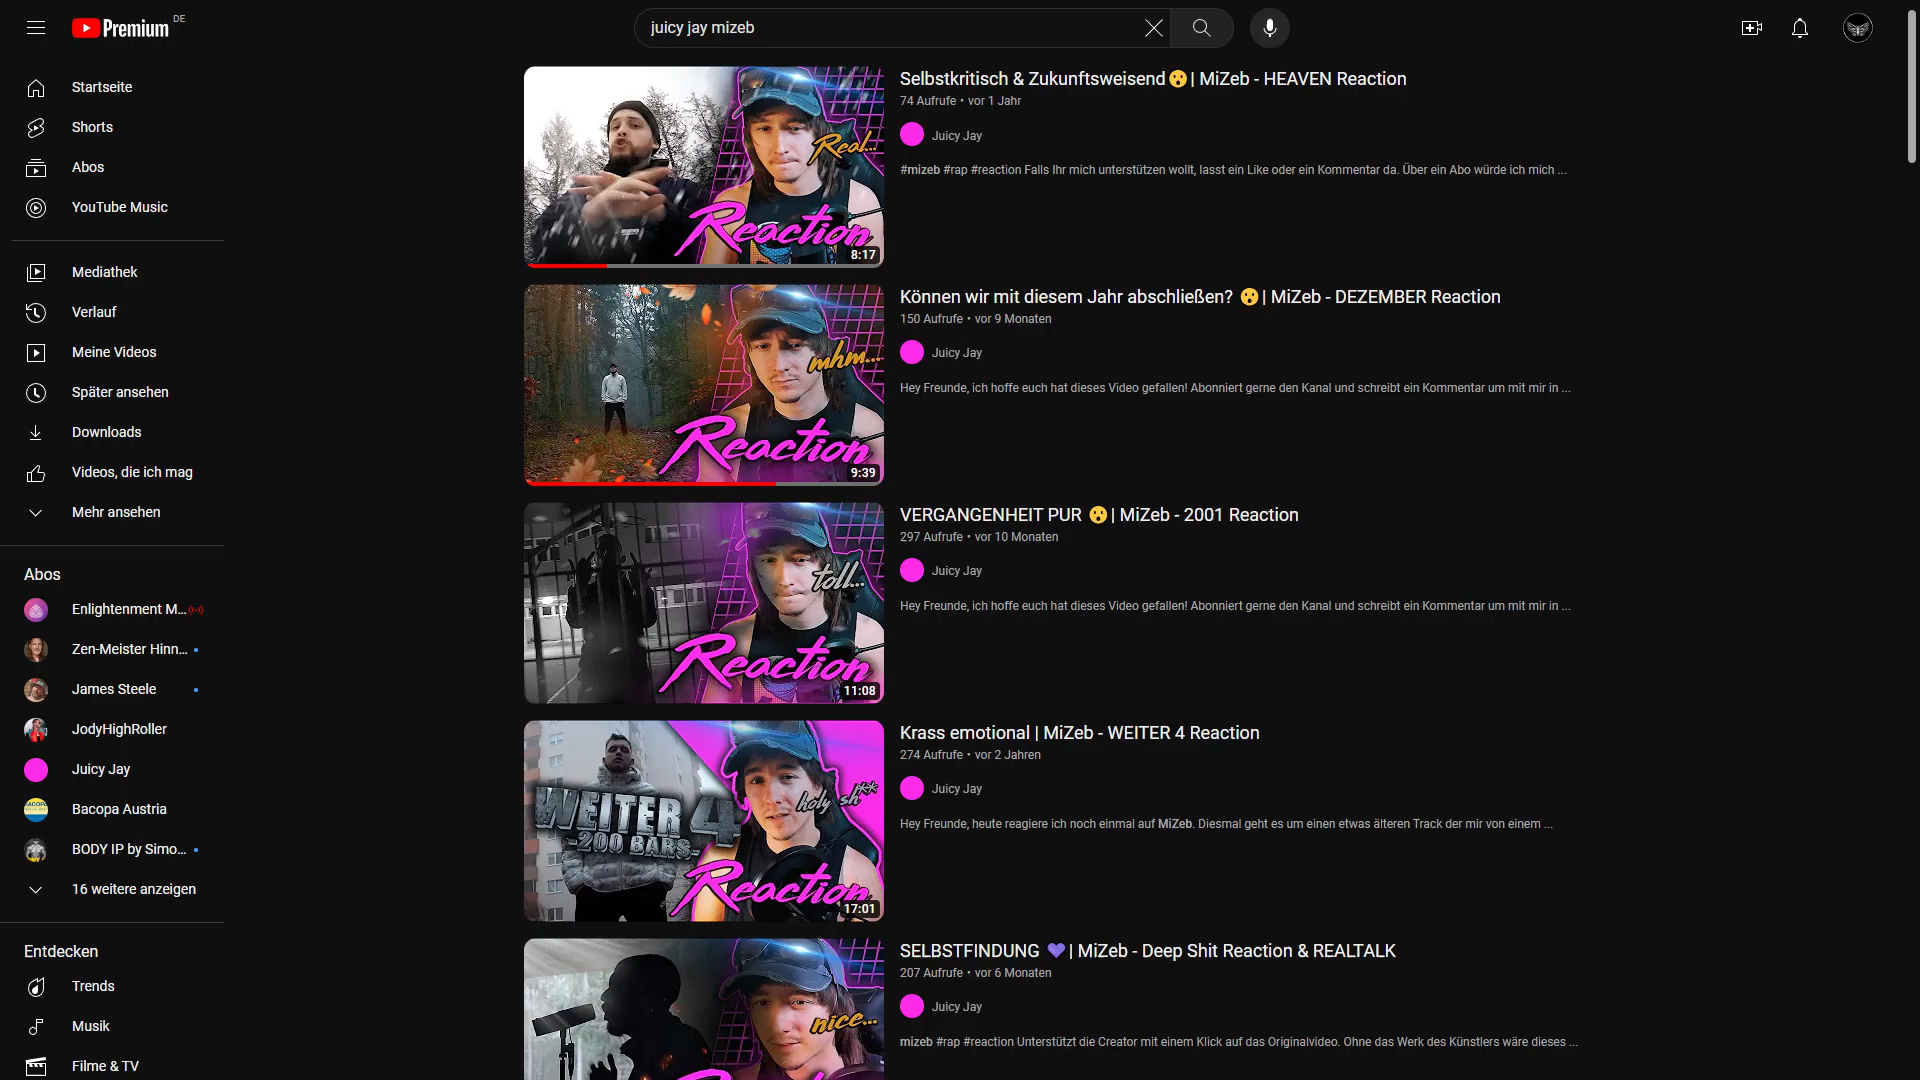 Premium
DE
juicy jay mizeb
Startseite
Shorts
Abos
YouTube Music
Mediathek
Verlauf
Meine Videos
Später ansehen
Downloads
Videos, die ich mag
Mehr ansehen
Abos
Enlightenment M...
Zen-Meister Hinn...
James Steele
JodyHighRoller
Juicy Jay
Bacopa Austria
BODY IP by Simo...
16 weitere anzeigen
Entdecken
Trends
Musik
Filme & TV
Real...
Reaction
8:17
Selbstkritisch & Zukunftsweisend😮| MiZeb - HEAVEN Reaction
74 Aufrufe • vor 1 Jahr
Juicy Jay
#mizeb #rap #reaction Falls Ihr mich unterstützen wollt, lasst ein Like oder ein Kommentar da. Über ein Abo würde ich mich ...
mhm...
Reaction
9:39
Können wir mit diesem Jahr abschließen? 😮| MiZeb - DEZEMBER Reaction
150 Aufrufe • vor 9 Monaten
Juicy Jay
Hey Freunde, ich hoffe euch hat dieses Video gefallen! Abonniert gerne den Kanal und schreibt ein Kommentar um mit mir in ...
toll...
Reaction
11:08
VERGANGENHEIT PUR 😮| MiZeb - 2001 Reaction
297 Aufrufe • vor 10 Monaten
Juicy Jay
Hey Freunde, ich hoffe euch hat dieses Video gefallen! Abonniert gerne den Kanal und schreibt ein Kommentar um mit mir in ...
WEITER 4
-200 BARS-
holy sh**
Reaction
17:01
Krass emotional | MiZeb - WEITER 4 Reaction
274 Aufrufe • vor 2 Jahren
Juicy Jay
Hey Freunde, heute reagiere ich noch einmal auf MiZeb. Diesmal geht es um einen etwas älteren Track der mir von einem ...
nice...
Reaction
SELBSTFINDUNG 💜| MiZeb - Deep Shit Reaction & REALTALK
207 Aufrufe • vor 6 Monaten
Juicy Jay
mizeb #rap #reaction Unterstützt die Creator mit einem Klick auf das Originalvideo. Ohne das Werk des Künstlers wäre dieses ...